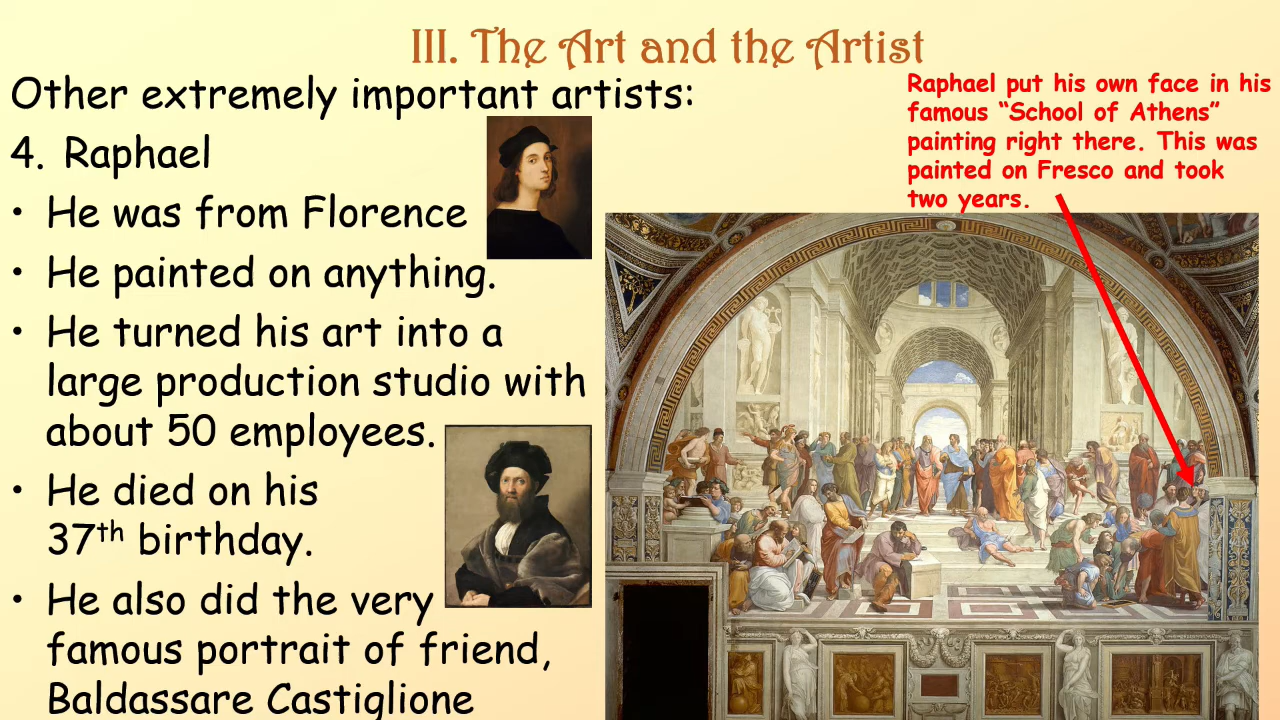 III. The Art and the Artist
Other extremely important artists:
4. Raphael
• He was from Florence
• He painted on anything.
• He turned his art into a
large production studio with
about 50 employees.
• He died on his
37th birthday.
• He also did the very
famous portrait of friend,
Baldassare Castiglione
Raphael put his own face in his
famous “School of Athens”
painting right there. This was
painted on Fresco and took
two years.